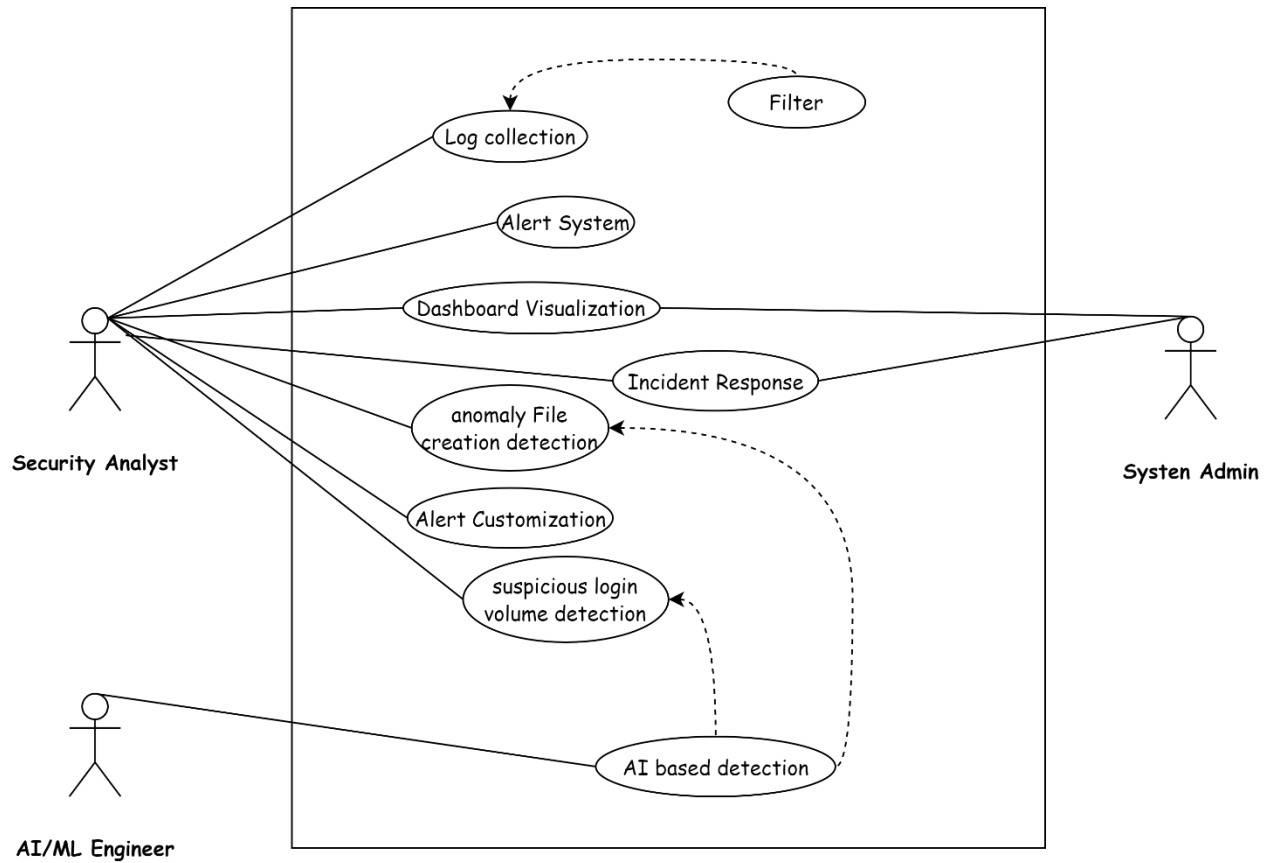 Filter
Log collection
Alert System
Dashboard Visualization
Incident Response
anomaly File
creation detection
Security Analyst
Systen Admin
Alert Customization
suspicious login
volume detection
AI based detection
AI/ML Engineer